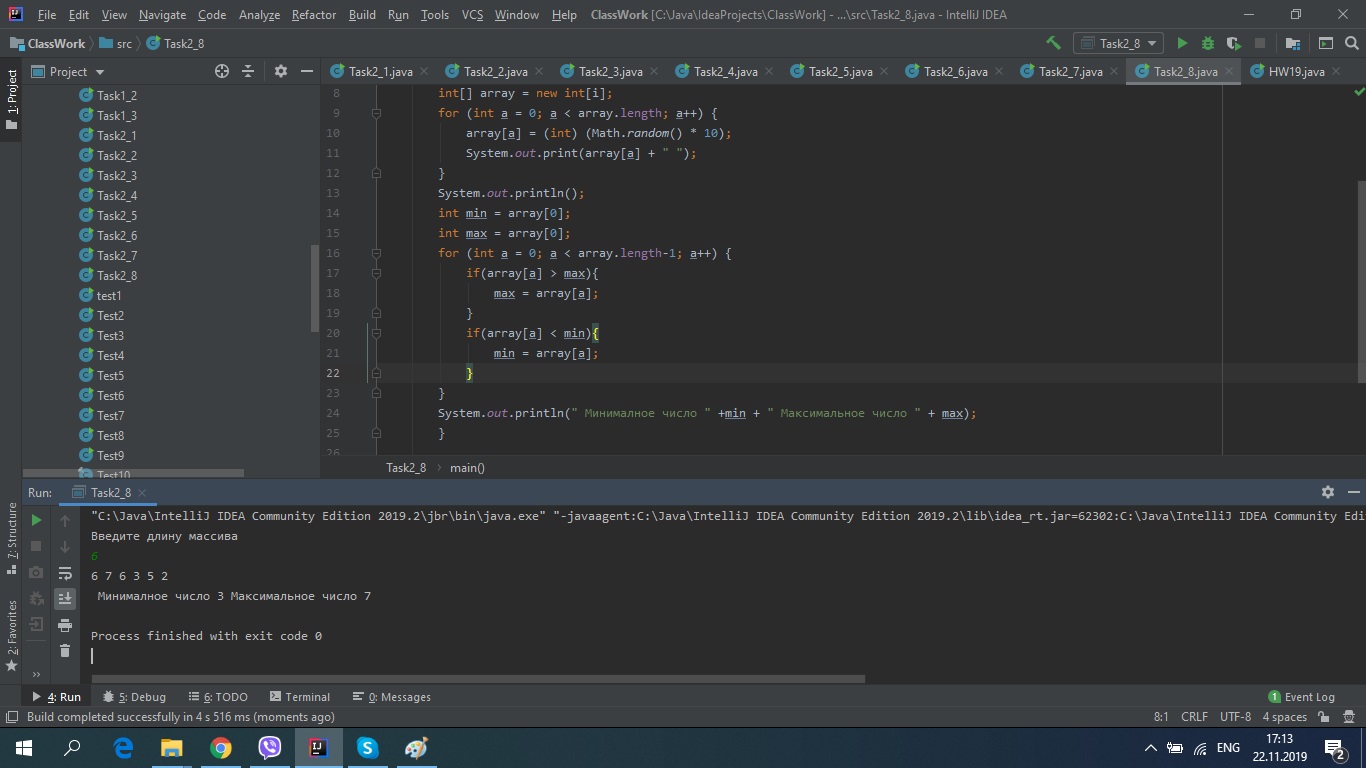 File Edit View Navigate Code Analyze Refactor Build Run Tools VCS Window Help ClassWork [C:\Java\IdeaProjects\ClassWork] - ...\src\Task2_8.java - IntelliJ IDEA
ClassWork src Task2_8
Task2_8
1: Project
Project
Task2_1.java Task2_2.java Task2_3.java Task2_4.java Task2_5.java Task2_6.java Task2_7.java Task2_8.java HW19.java
Task1_2
Task1_3
Task2_1
Task2_2
Task2_3
Task2_4
Task2_5
Task2_6
Task2_7
Task2_8
test1
Test2
Test3
Test4
Test5
Test6
Test7
Test8
Test9
Test10
8 int[] array = new int[i];
9 for (int a = 0; a < array.length; a++) {
10 array[a] = (int) (Math.random() * 10);
11 System.out.print(array[a] + " ");
12 }
13 System.out.println();
14 int min = array[0];
15 int max = array[0];
16 for (int a = 0; a < array.length-1; a++) {
17 if(array[a] > max){
18 max = array[a];
19 }
20 if(array[a] < min){
21 min = array[a];
22 }
23 }
24 System.out.println(" Минималное число " +min + " Максимальное число " + max);
25 }
26
Task2_8 main()
Run: Task2_8
7: Structure
2: Favorites
"C:\Java\IntelliJ IDEA Community Edition 2019.2\jbr\bin\java.exe" "-javaagent:C:\Java\IntelliJ IDEA Community Edition 2019.2\lib\idea_rt.jar=62302:C:\Java\IntelliJ IDEA Community Edi
Введите длину массива
6
6 7 6 3 5 2
Минималное число 3 Максимальное число 7
Process finished with exit code 0
4: Run 5: Debug 6: TODO Terminal 0: Messages 1 Event Log
Build completed successfully in 4 s 516 ms (moments ago) 8:1 CRLF UTF-8 4 spaces
ENG
17:13
22.11.2019
2